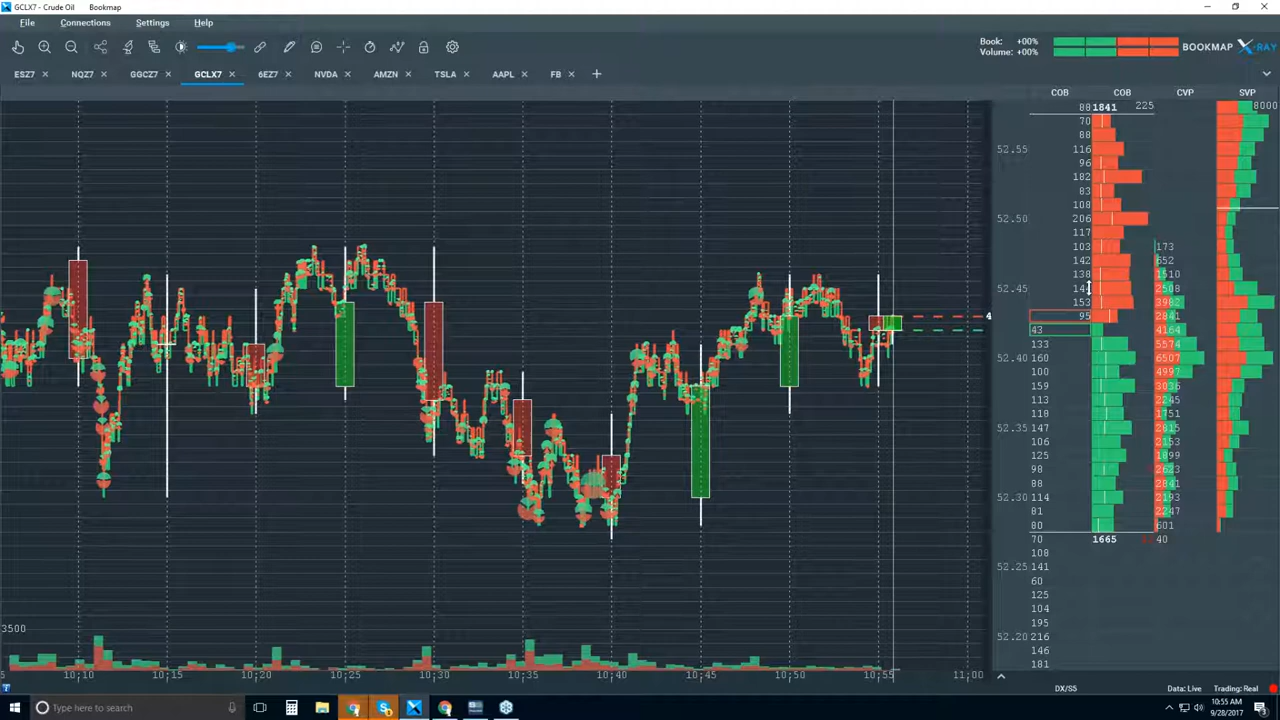 GCLX7 - Crude Oil Bookmap
File Connections Settings Help
Book: +00%
Volume: +00%
BOOKMAP X-RAY
ESZ7 NQZ7 GGCZ7 GCLX7 6EZ7 NVDA AMZN TSLA AAPL FB
COB COB CVP SVP
88 1841 225 8000
70
88
52.55 116
96
182
83
108
52.50 206
117
103 173
142 652
138 1510
52.45 144 2508
153 3982
4 95 2841
43 4164
133 5574
52.40 160 6507
100 4997
159 3036
113 2245
118 1751
52.35 147 2815
106 2153
125 1899
98 2623
88 2841
52.30 114 2193
81 2247
80 601
70 1665 40
108
52.25 141
60
125
104
195
3500
52.20 216
146
181
10:10 10:15 10:20 10:25 10:30 10:35 10:40 10:45 10:50 10:55 11:00
DX/S5 Data: Live Trading: Real
Type here to search
10:55 AM
9/28/2017
3